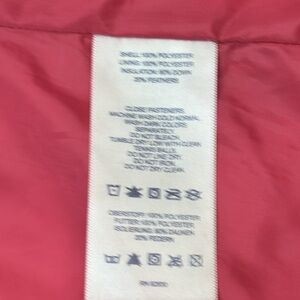 SHELL: 100% POLYESTER
LINING: 100% POLYESTER
INSULATION: 80% DOWN
20% FEATHERS
CLOSE FASTENERS.
MACHINE WASH COLD NORMAL.
WASH DARK COLORS
SEPARATELY.
DO NOT BLEACH.
TUMBLE DRY LOW WITH CLEAN
TENNIS BALLS.
DO NOT LINE DRY.
DO NOT IRON.
DO NOT DRY CLEAN.
OBERSTOFF: 100% POLYESTER
FUTTER: 100% POLYESTER
ISOLIERUNG: 80% DAUNEN
20% FEDERN